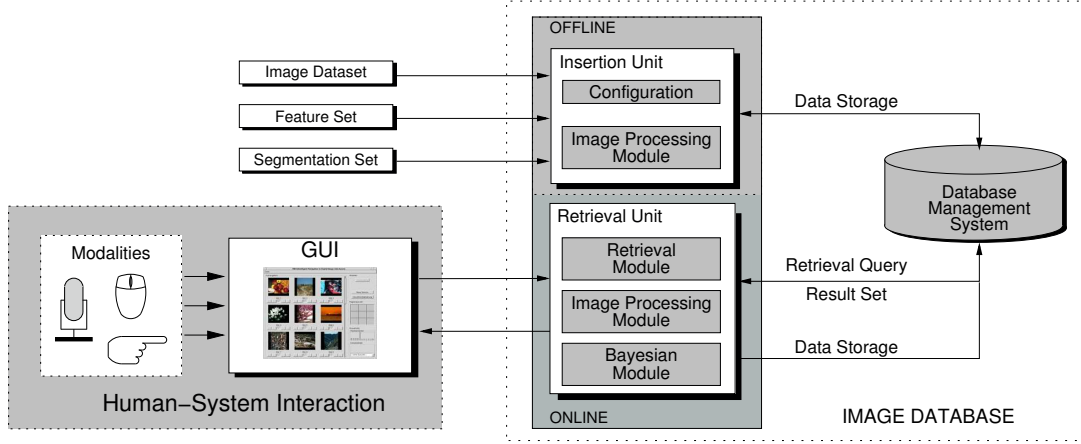 OFFLINE
Insertion Unit
Configuration
Image Processing
Module
Image Dataset
Feature Set
Segmentation Set
Data Storage
Database
Management
System
Modalities
GUI
Human−System Interaction
Retrieval Unit
Retrieval
Module
Image Processing
Module
Bayesian
Module
ONLINE
Retrieval Query
Result Set
Data Storage
IMAGE DATABASE